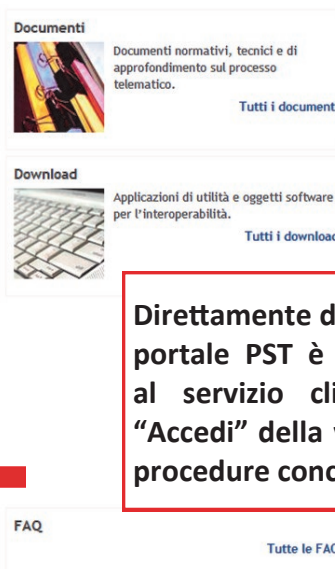 Documenti
Documenti normativi, tecnici e di
approfondimento sul processo
telematico.
Tutti i document
Download
Applicazioni di utilità e oggetti software
per l'interoperabilità.
Tutti i download
Direttamente d
portale PST è
al servizio cli
“Accedi” della
procedure conc
FAQ
Tutte le FAQ